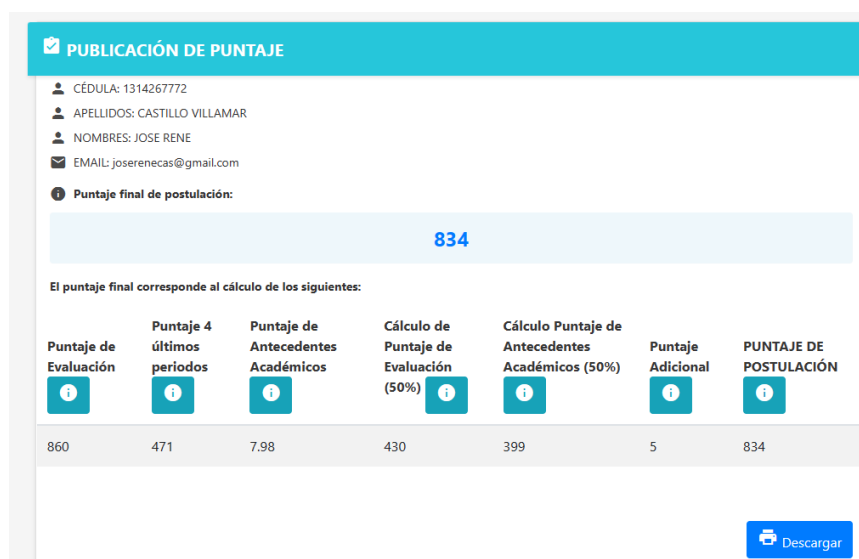 PUBLICACIÓN DE PUNTAJE
CÉDULA: 1314267772
APELLIDOS: CASTILLO VILLAMAR
NOMBRES: JOSE RENE
EMAIL: joserenecas@gmail.com
Puntaje final de postulación:
834
El puntaje final corresponde al cálculo de los siguientes:
Puntaje de Evaluación
Puntaje 4 últimos periodos
Puntaje de Antecedentes Académicos
Cálculo de Puntaje de Evaluación (50%)
Cálculo Puntaje de Antecedentes Académicos (50%)
Puntaje Adicional
PUNTAJE DE POSTULACIÓN
860 471 7.98 430 399 5 834
Descargar